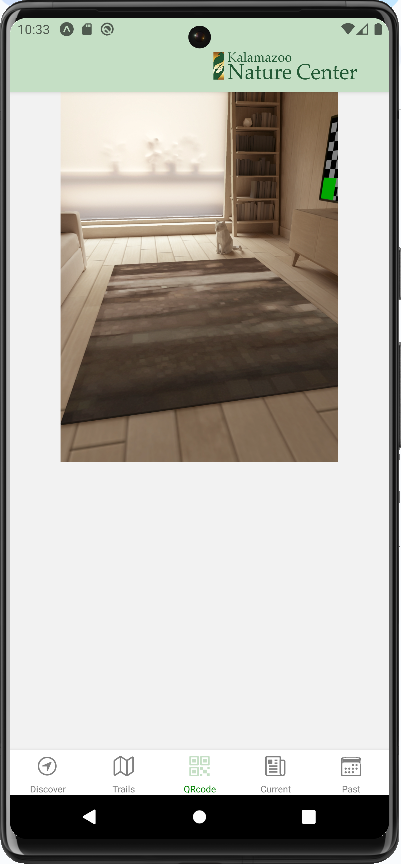 10:33
Kalamazoo
Nature Center
Discover
Trails
QRcode
Current
Past